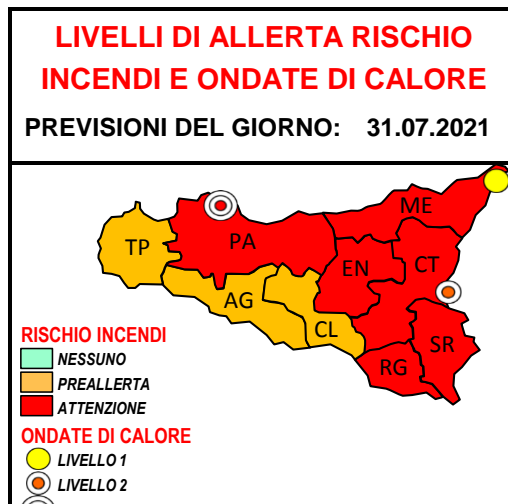 LIVELLI DI ALLERTA RISCHIO
INCENDI E ONDATE DI CALORE
PREVISIONI DEL GIORNO: 31.07.2021
ME
TP
PA
EN
CT
AG
CL
SR
RG
RISCHIO INCENDI
NESSUNO
PREALLERTA
ATTENZIONE
ONDATE DI CALORE
LIVELLO 1
LIVELLO 2